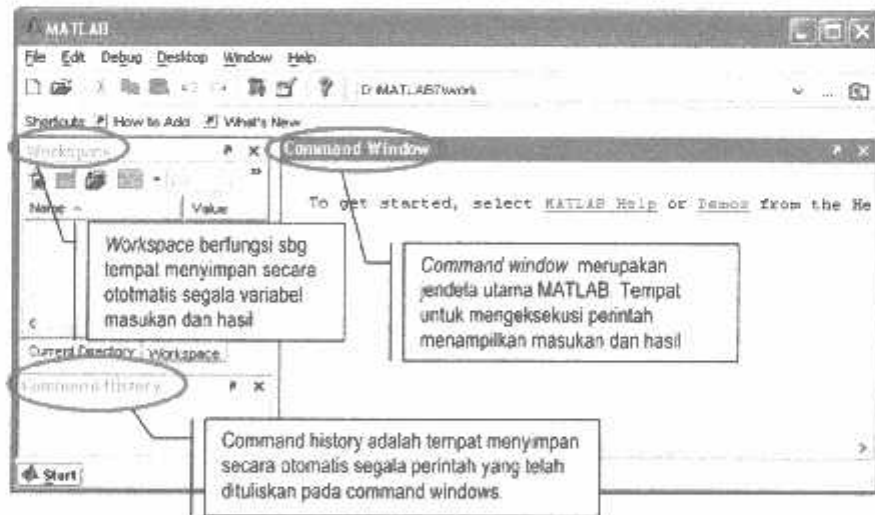 MATLAB
File Edit Debug Desktop Window Help
D:\MATLAB7\work
Shortcuts How to Add What's New
Workspace
Command Window
Name Value
To get started, select MATLAB Help or Demos from the He
Workspace berfungsi sbg
tempat menyimpan secara
ototmatis segala variabel
masukan dan hasil
Command window merupakan
jendela utama MATLAB. Tempat
untuk mengeksekusi perintah
menampilkan masukan dan hasil
Current Directory Workspace
Command History
Command history adalah tempat menyimpan
secara otomatis segala perintah yang telah
dituliskan pada command windows.
Start